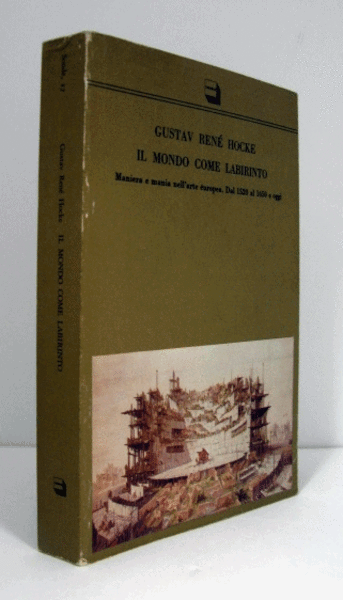 GUSTAV RENÉ HOCKE
IL MONDO COME LABIRINTO
Maniera e mania nell'arte europea. Dal 1520 al 1650 e oggi
Gustav René Hocke IL MONDO COME LABIRINTO